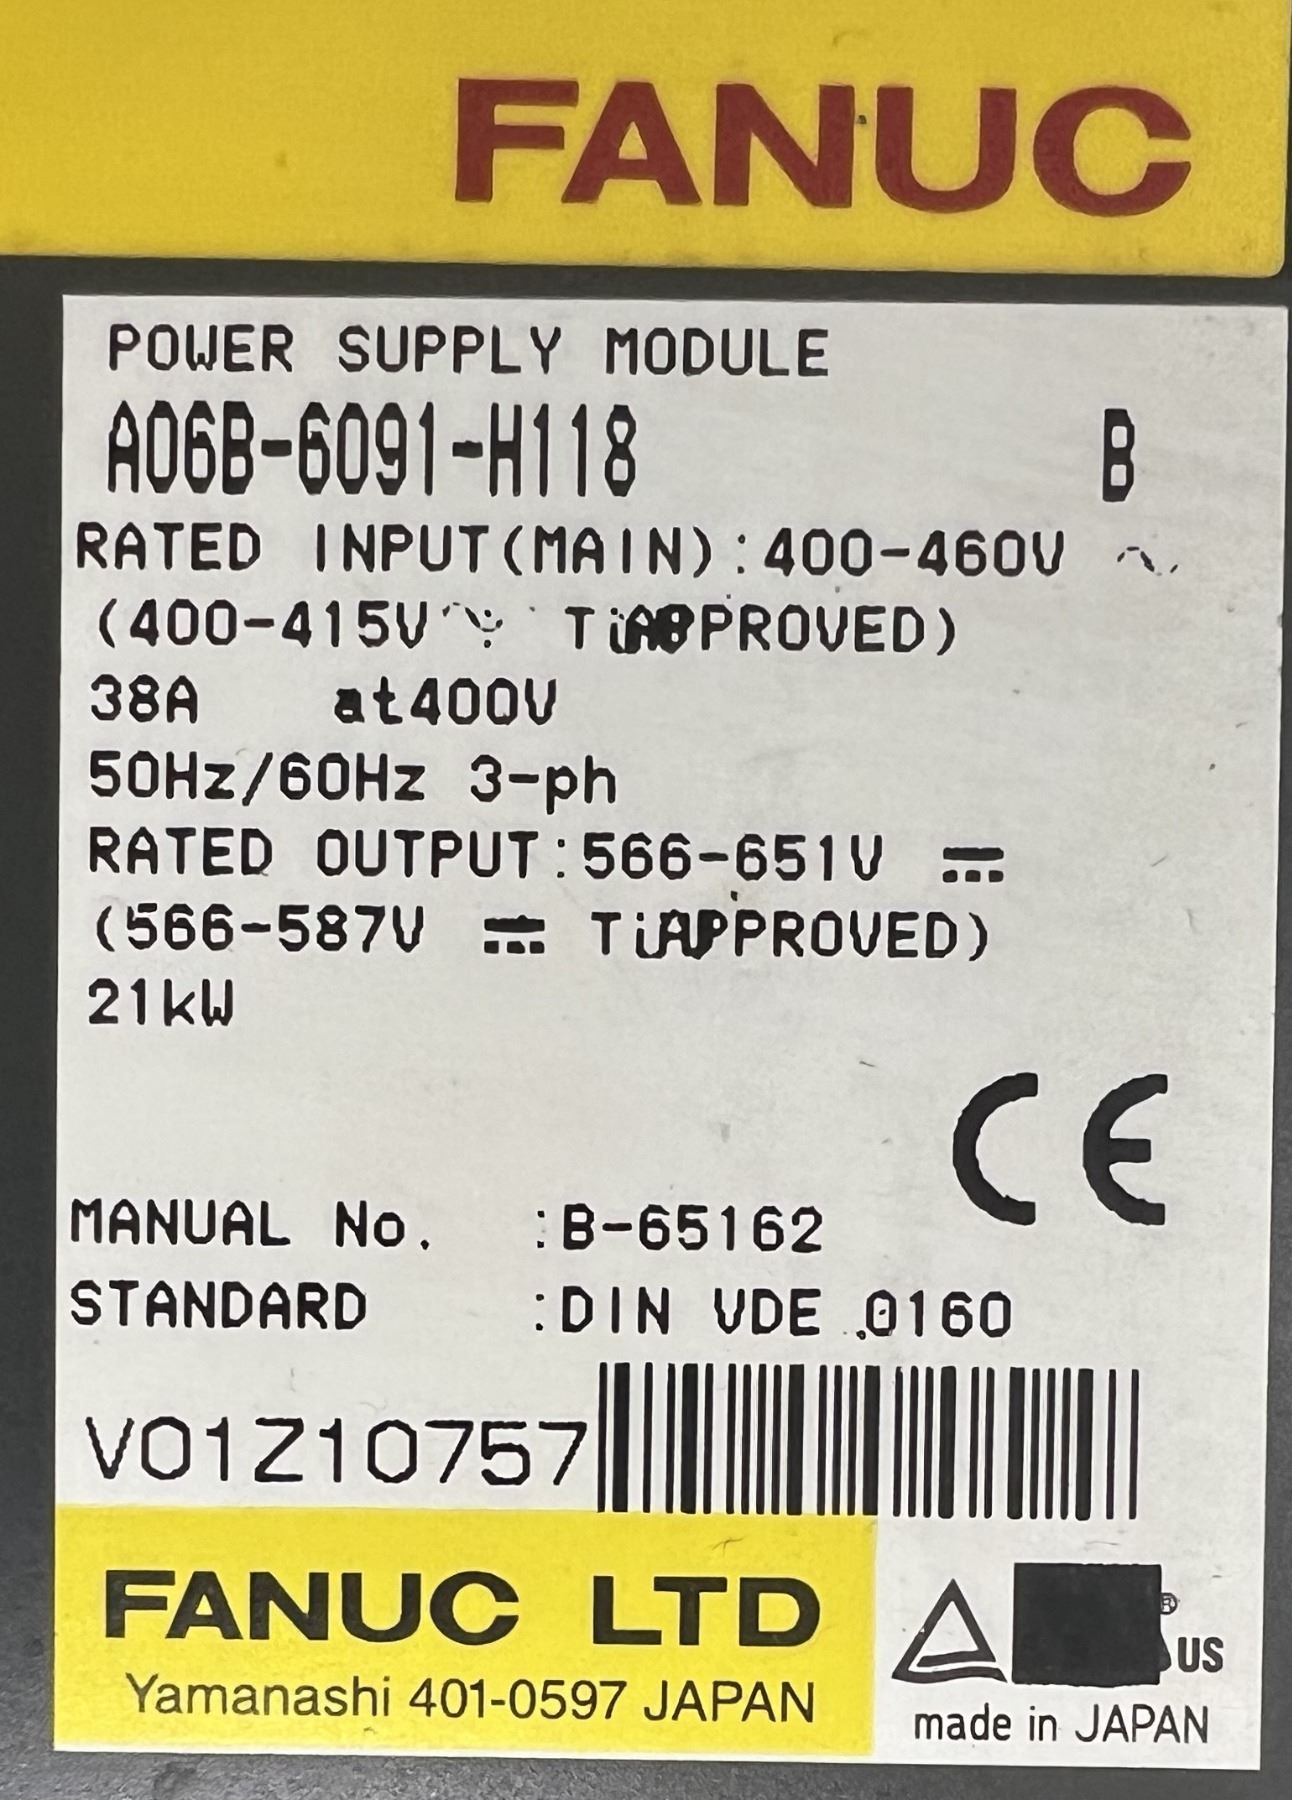 FANUC
POWER SUPPLY MODULE
A06B-6091-H118 B
RATED INPUT(MAIN):400-460V ~
(400-415V APPROVED)
38A at400V
50Hz/60Hz 3-ph
RATED OUTPUT:566-651V ⎓
(566-587V ⎓ APPROVED)
21kW
CE
MANUAL No. :B-65162
STANDARD :DIN VDE 0160
V01Z10757
FANUC LTD
Yamanashi 401-0597 JAPAN
® US
made in JAPAN